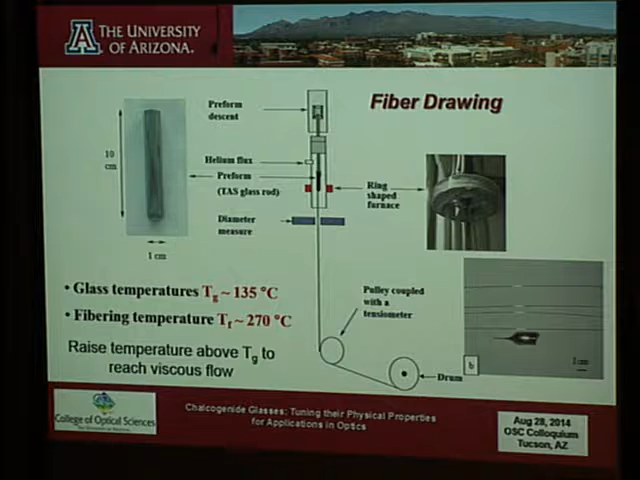 THE UNIVERSITY
OF ARIZONA.
Fiber Drawing
Preform
descent
10
cm
Helium flux
Preform
(TAS glass rod)
Ring
shaped
furnace
Diameter
measure
1 cm
• Glass temperatures Tg ~ 135 °C
• Fibering temperature Tf ~ 270 °C
Pulley coupled
with a
tensiometer
Raise temperature above Tg to
reach viscous flow
Drum
b
1cm
College of Optical Sciences
Chalcogenide Glasses: Tuning their Physical Properties
for Applications in Optics
Aug 28, 2014
OSC Colloquium
Tucson, AZ